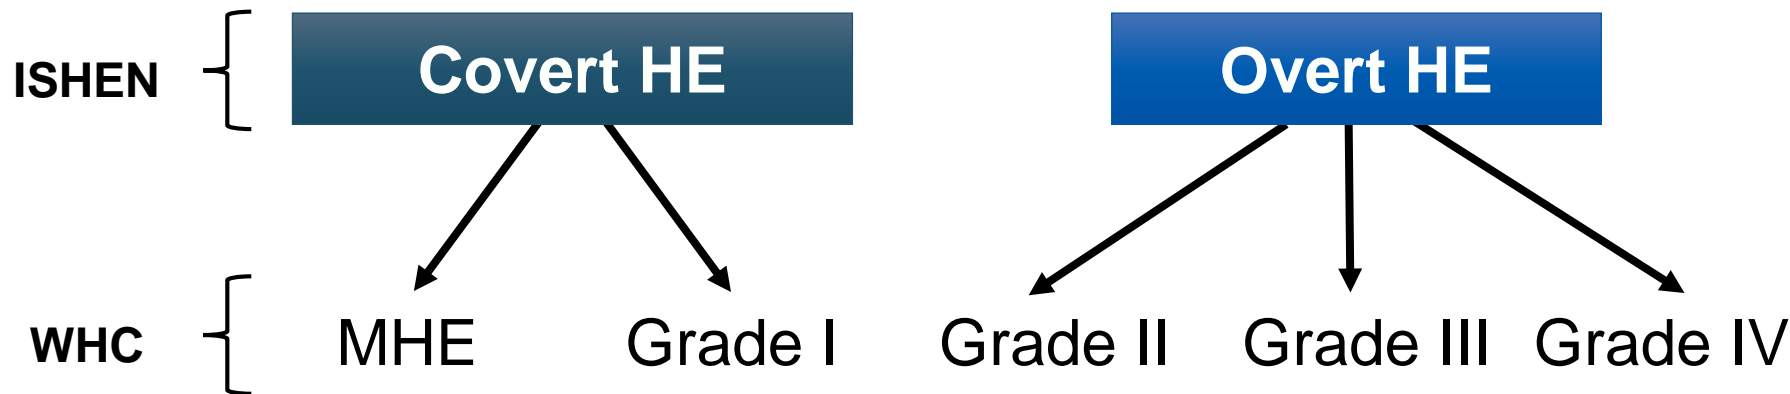 ISHEN
Covert HE
Overt HE
WHC
MHE
Grade I
Grade II
Grade III
Grade IV